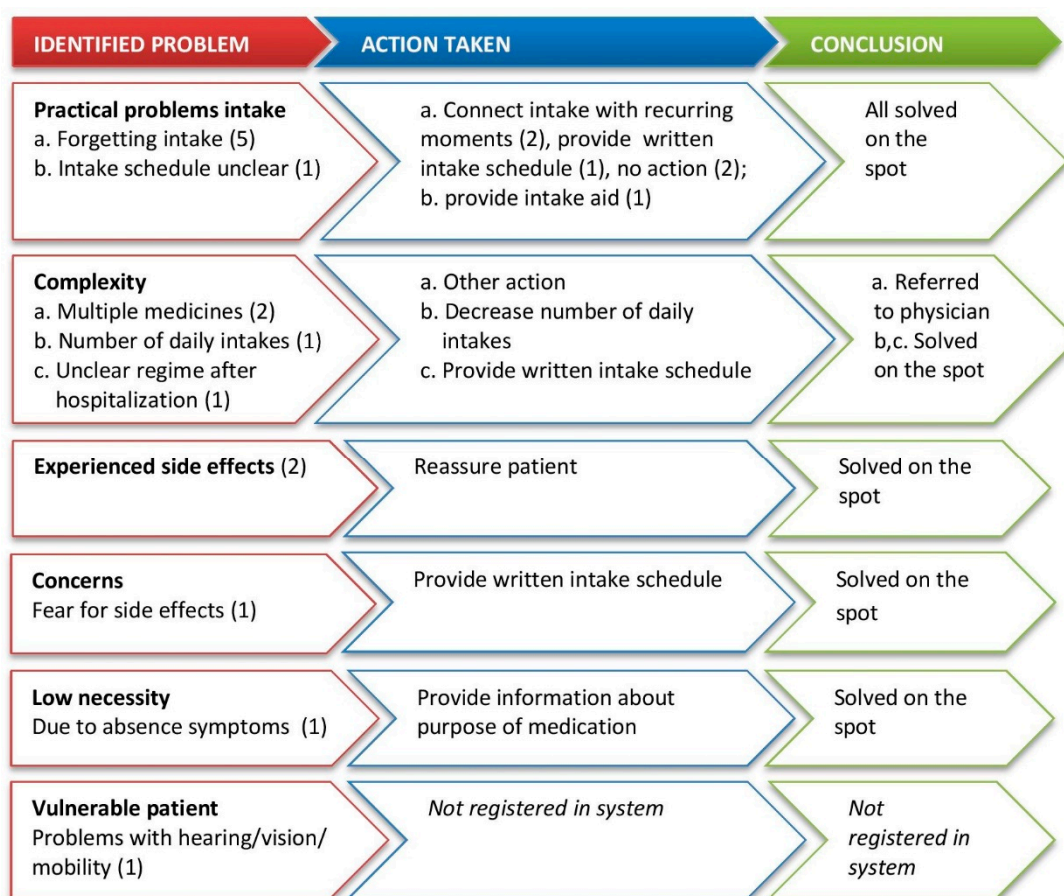 IDENTIFIED PROBLEM
ACTION TAKEN
CONCLUSION
Practical problems intake
a. Forgetting intake (5)
b. Intake schedule unclear (1)
a. Connect intake with recurring
moments (2), provide written
intake schedule (1), no action (2);
b. provide intake aid (1)
All solved
on the
spot
Complexity
a. Multiple medicines (2)
b. Number of daily intakes (1)
c. Unclear regime after
hospitalization (1)
a. Other action
b. Decrease number of daily
intakes
c. Provide written intake schedule
a. Referred
to physician
b,c. Solved
on the spot
Experienced side effects (2)
Reassure patient
Solved on the
spot
Concerns
Fear for side effects (1)
Provide written intake schedule
Solved on the
spot
Low necessity
Due to absence symptoms (1)
Provide information about
purpose of medication
Solved on the
spot
Vulnerable patient
Problems with hearing/vision/
mobility (1)
Not registered in system
Not
registered in
system